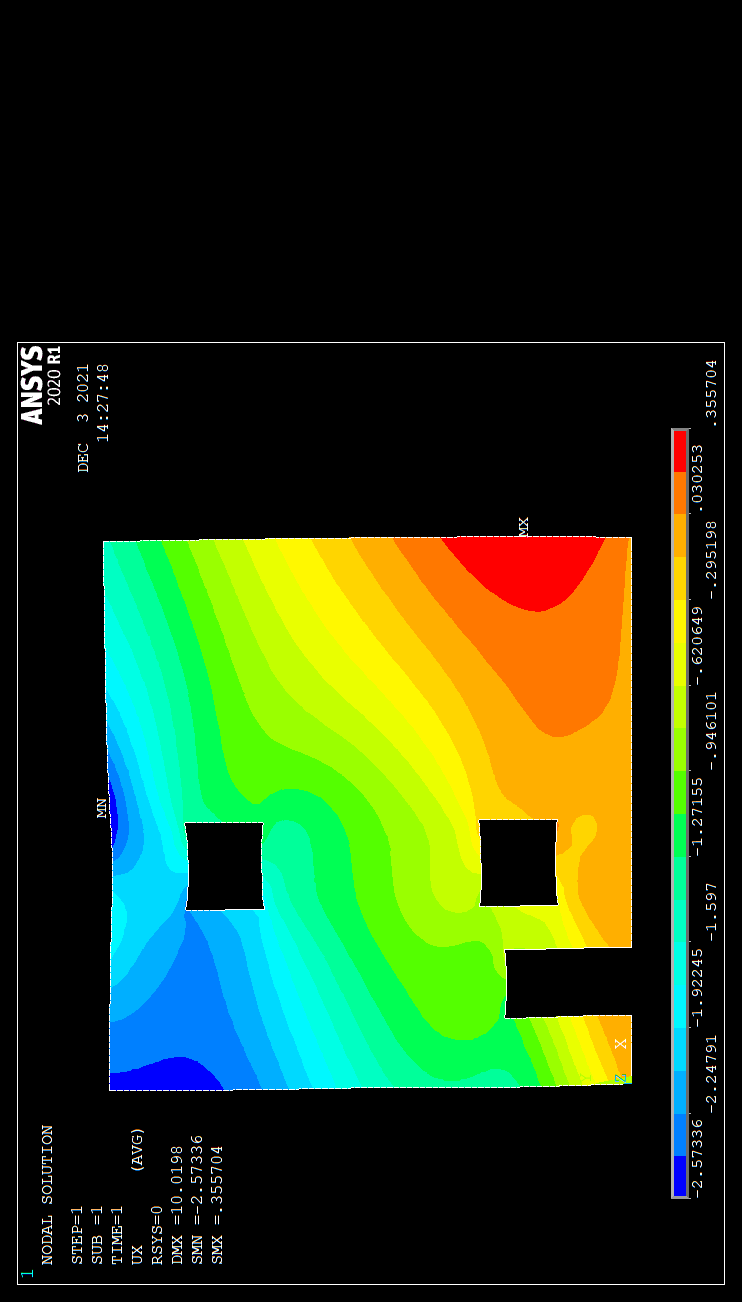 1
NODAL SOLUTION
STEP=1
SUB =1
TIME=1
UX (AVG)
RSYS=0
DMX =10.0198
SMN =-2.57336
SMX =.355704
ANSYS
2020 R1
DEC 3 2021
14:27:48
MN
MX
X
Z
-2.57336
-2.24791
-1.92245
-1.597
-1.27155
-.946101
-.620649
-.295198
.030253
.355704